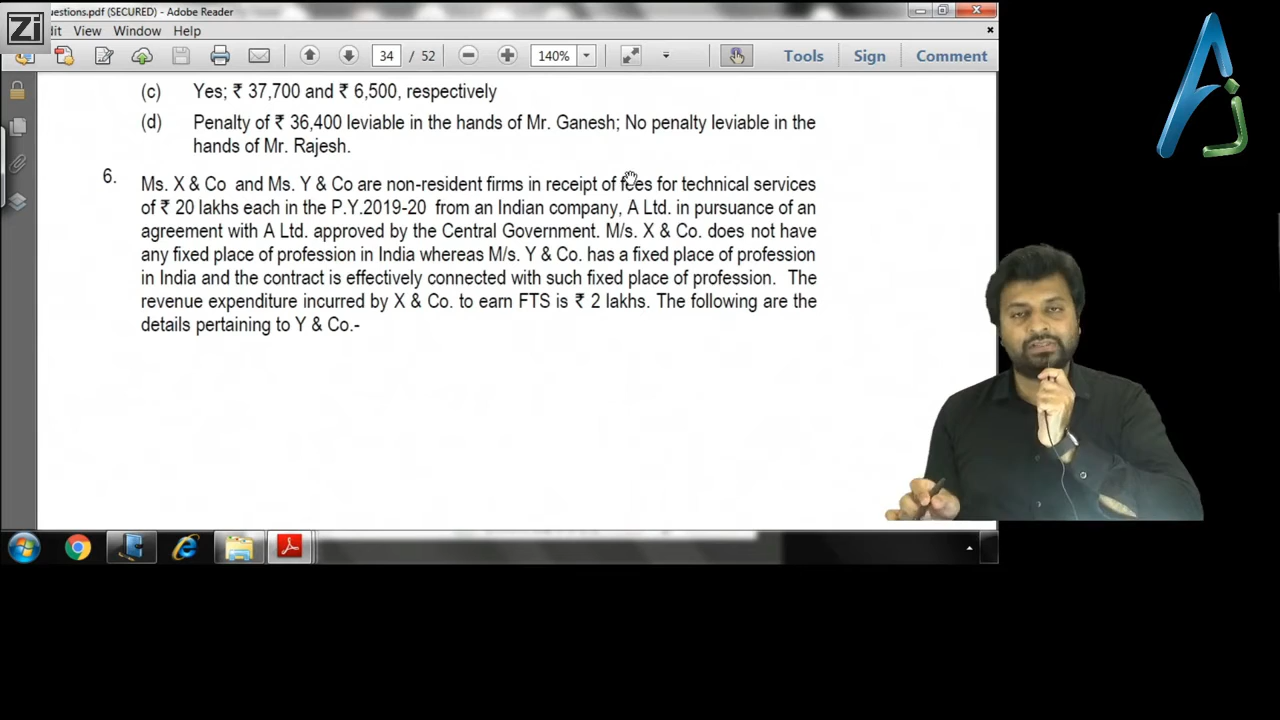 Zi
questions.pdf (SECURED) - Adobe Reader
dit View Window Help
34 / 52 140% Tools Sign Comment
(c) Yes; ₹ 37,700 and ₹ 6,500, respectively
(d) Penalty of ₹ 36,400 leviable in the hands of Mr. Ganesh; No penalty leviable in the
hands of Mr. Rajesh.
6. Ms. X & Co and Ms. Y & Co are non-resident firms in receipt of fees for technical services
of ₹ 20 lakhs each in the P.Y.2019-20 from an Indian company, A Ltd. in pursuance of an
agreement with A Ltd. approved by the Central Government. M/s. X & Co. does not have
any fixed place of profession in India whereas M/s. Y & Co. has a fixed place of profession
in India and the contract is effectively connected with such fixed place of profession. The
revenue expenditure incurred by X & Co. to earn FTS is ₹ 2 lakhs. The following are the
details pertaining to Y & Co.-
AJ